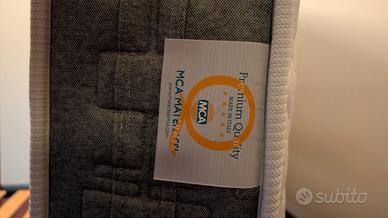 Premium Quality
MADE IN ITALY
MCA
MCA MATERASSI
subito